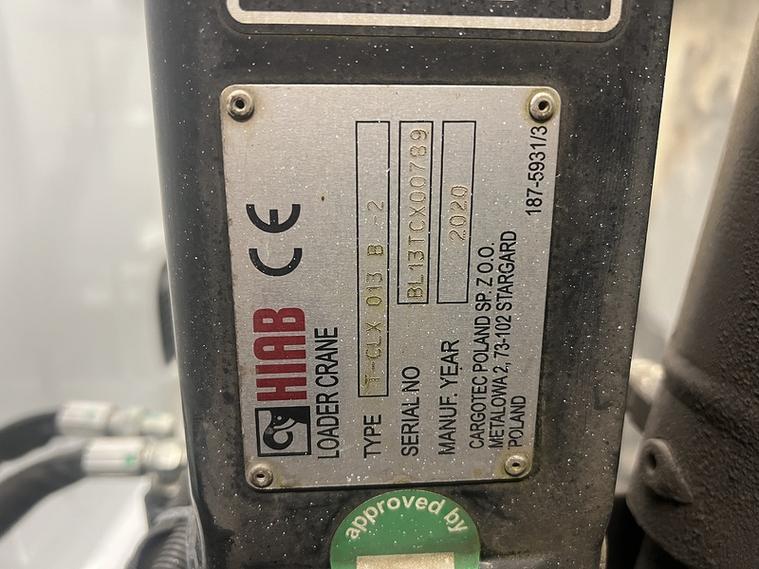 HIAB
LOADER CRANE
TYPE T-CLX 013 B -2
SERIAL NO BL13TCX00789
MANUF. YEAR 2020
CARGOTEC POLAND SP. Z O.O.
METALOWA 2, 73-102 STARGARD
POLAND
187-5931/3
CE
approved by